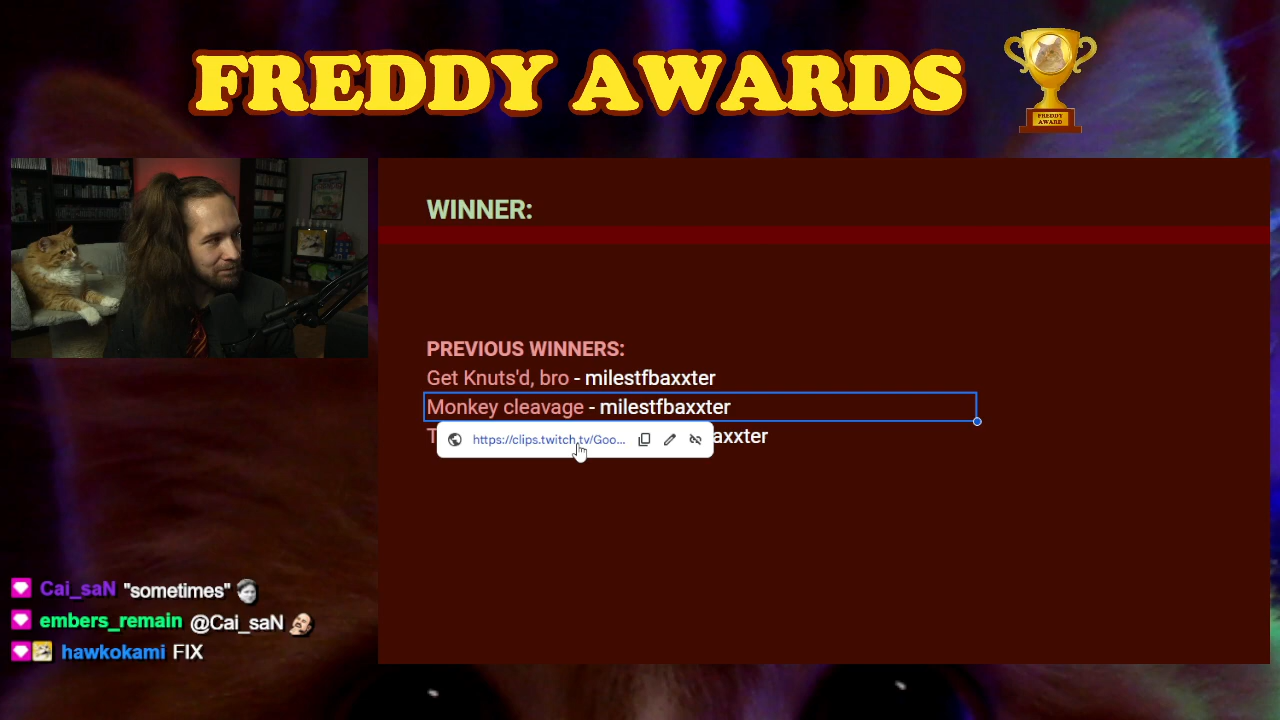 FREDDY AWARDS
FREDDY
AWARD
WINNER:
PREVIOUS WINNERS:
Get Knuts'd, bro - milestfbaxxter
Monkey cleavage - milestfbaxxter
T
axxter
https://clips.twitch.tv/Goo...
Cai_saN "sometimes"
embers_remain @Cai_saN
hawkokami FIX